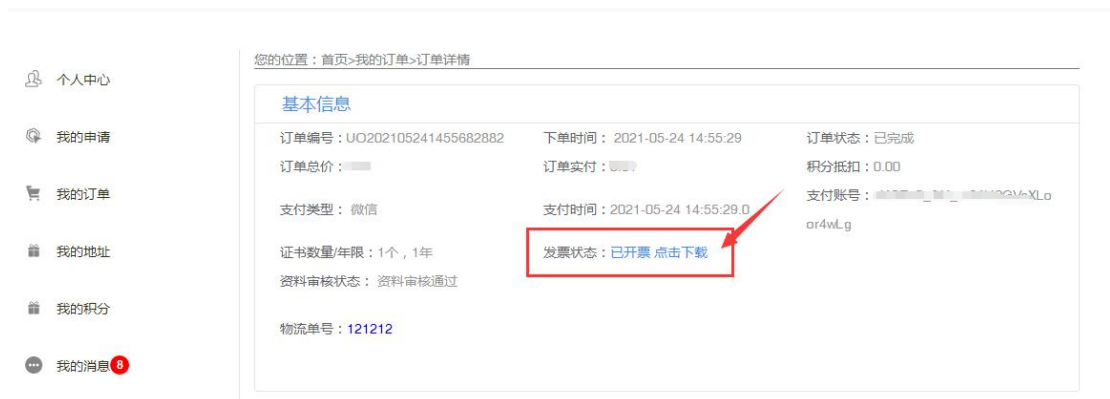 您的位置：首页>我的订单>订单详情
个人中心
我的申请
我的订单
我的地址
我的积分
我的消息 8
基本信息
订单编号：UO202105241455682882 下单时间： 2021-05-24 14:55:29 订单状态：已完成
订单总价： 订单实付： 积分抵扣：0.00
支付类型： 微信 支付时间：2021-05-24 14:55:29.0 支付账号：
or4wLg
证书数量/年限：1个，1年 发票状态：已开票 点击下载
资料审核状态： 资料审核通过
物流单号：121212